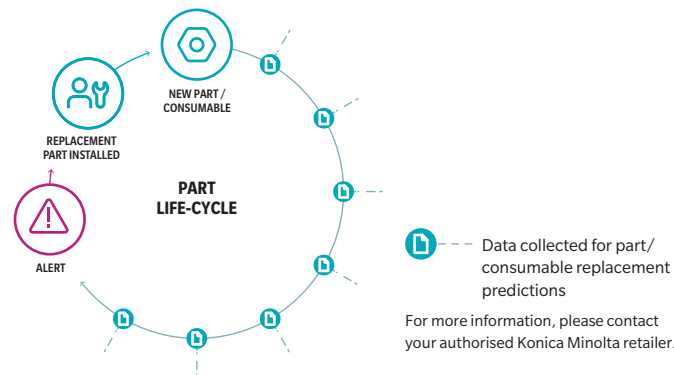 NEW PART /
CONSUMABLE
REPLACEMENT
PART INSTALLED
PART
LIFE-CYCLE
ALERT
Data collected for part/
consumable replacement
predictions
For more information, please contact
your authorised Konica Minolta retailer.